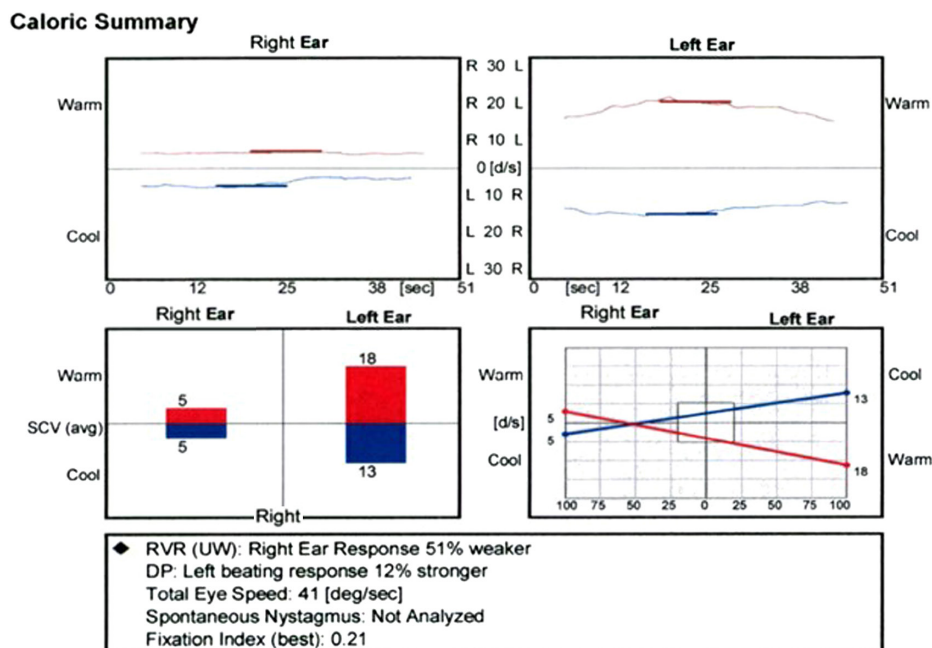 Caloric Summary
Right Ear
Left Ear
Warm
Cool
R 30 L
R 20 L
R 10 L
0 [d/s]
L 10 R
L 20 R
L 30 R
Warm
Cool
0 12 25 38 [sec] 51
0 [sec] 12 25 38 51
Right Ear
Left Ear
Warm
SCV (avg)
Cool
5
5
18
13
Right
Right Ear
Left Ear
Warm
[d/s]
Cool
5
5
Cool
13
Warm
18
100 75 50 25 0 25 50 75 100
◆ RVR (UW): Right Ear Response 51% weaker
DP: Left beating response 12% stronger
Total Eye Speed: 41 [deg/sec]
Spontaneous Nystagmus: Not Analyzed
Fixation Index (best): 0.21